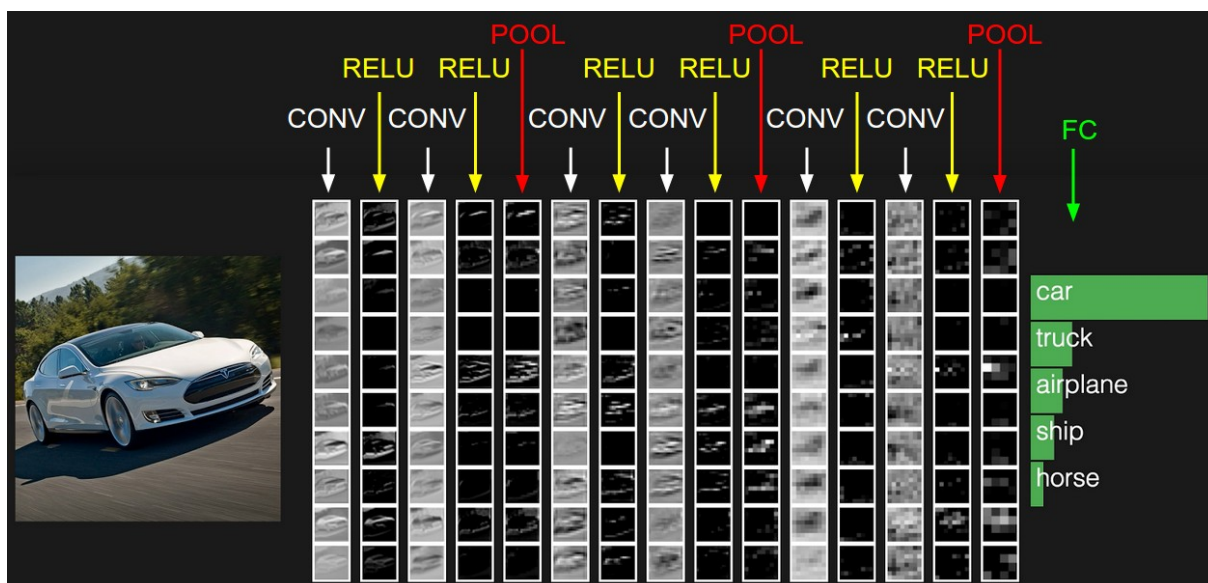 POOL POOL POOL
RELU RELU RELU RELU RELU RELU
CONV CONV CONV CONV CONV CONV
FC
car
truck
airplane
ship
horse